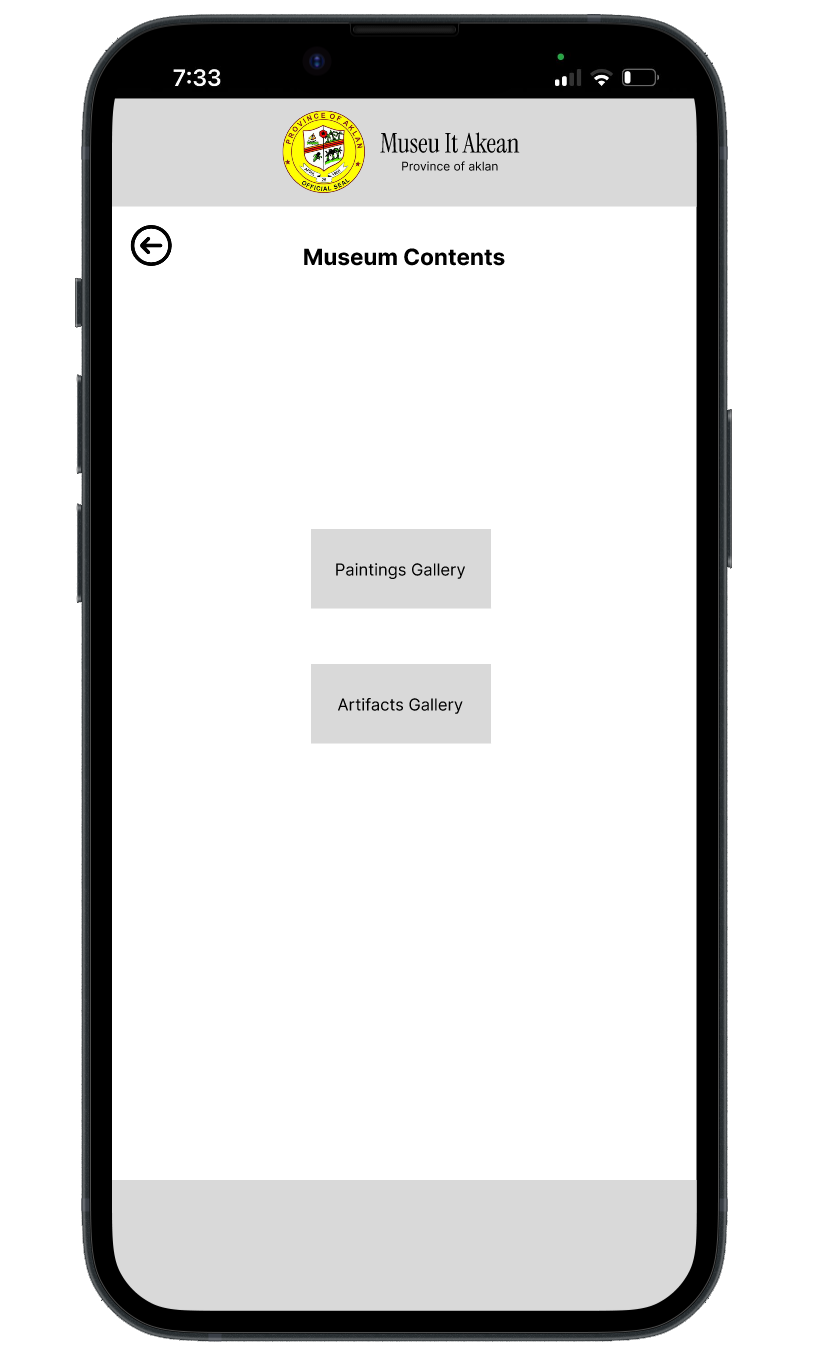 7:33
PROVINCE OF AKLAN
OFFICIAL SEAL
Museu It Akean
Province of aklan
Museum Contents
Paintings Gallery
Artifacts Gallery